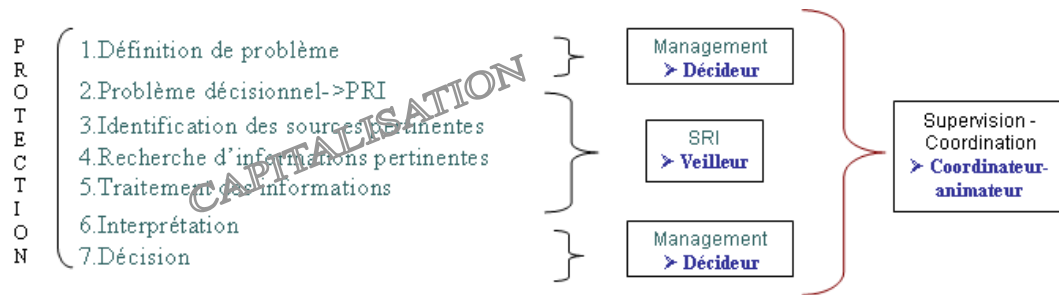 PROTECTION
1.Définition de problème
2.Problème décisionnel->PRI
3.Identification des sources pertinentes
4.Recherche d'informations pertinentes
5.Traitement des informations
6.Interprétation
7.Décision
CAPITALISATION
Management
➢ Décideur
SRI
➢ Veilleur
Management
➢ Décideur
Supervision -
Coordination
➢ Coordinateur-
animateur